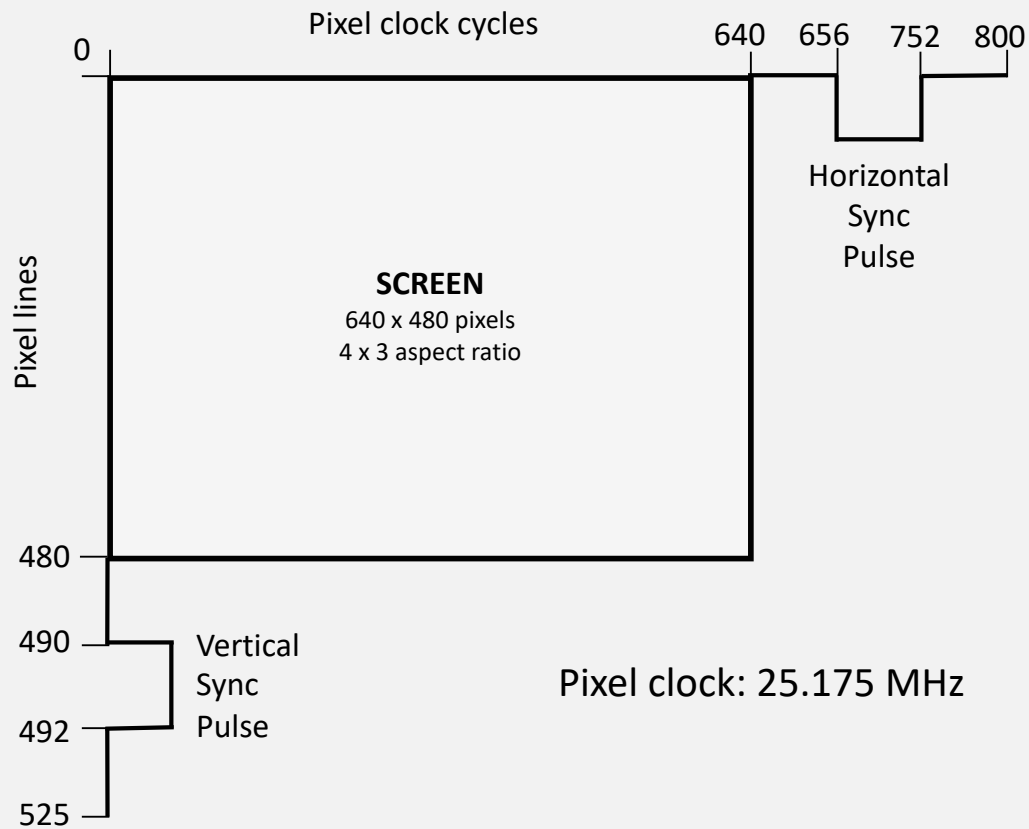 Pixel clock cycles
0
640
656
752
800
Horizontal
Sync
Pulse
Pixel lines
SCREEN
640 x 480 pixels
4 x 3 aspect ratio
480
490
Vertical
Sync
Pulse
492
525
Pixel clock: 25.175 MHz